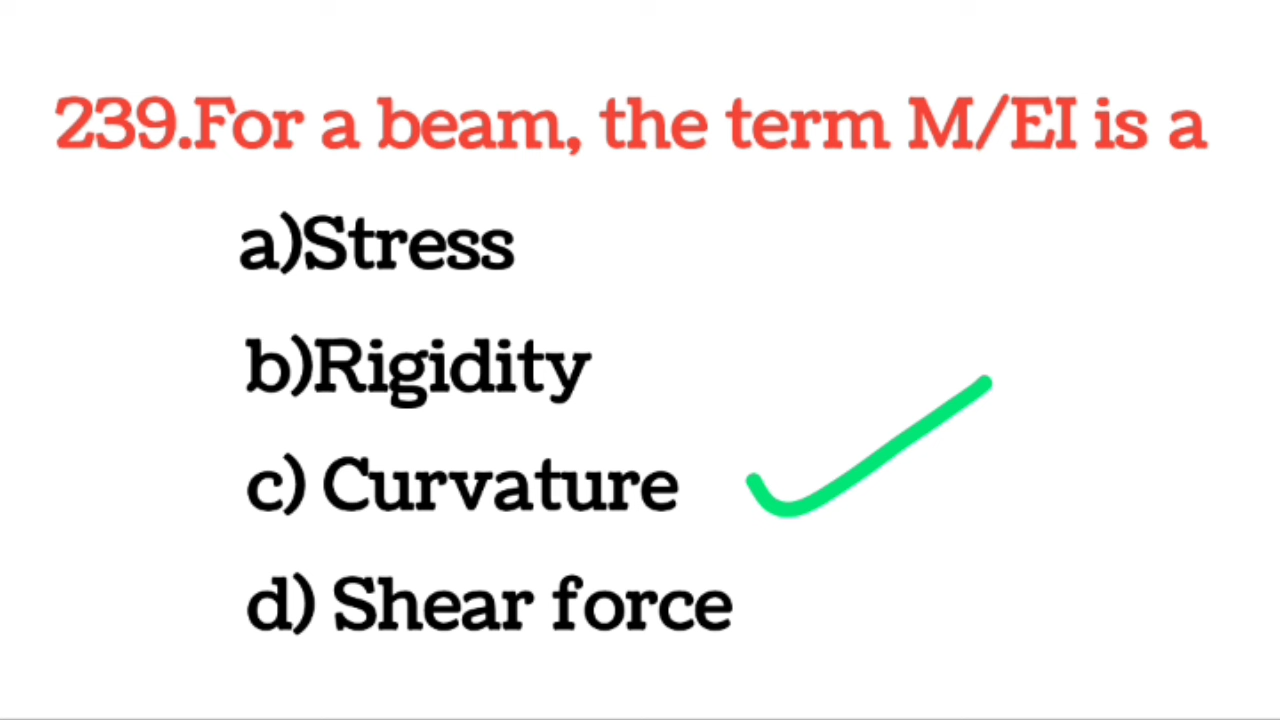 239.For a beam, the term M/EI is a
a)Stress
b)Rigidity
c) Curvature
d) Shear force